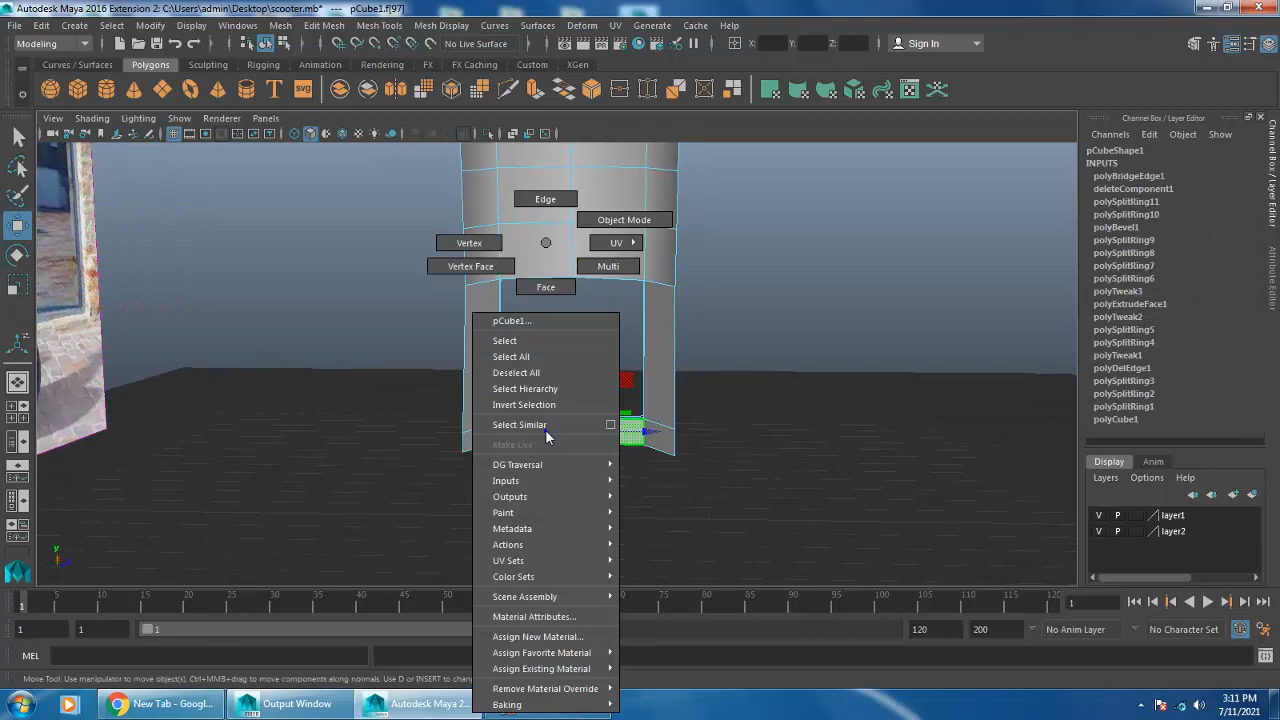 Autodesk Maya 2016 Extension 2: C:\Users\admin\Desktop\scooter.mb* --- pCube1.f[97]
File Edit Create Select Modify Display Windows Mesh Edit Mesh Mesh Tools Mesh Display Curves Surfaces Deform UV Generate Cache Help
Modeling No Live Surface X: Y: Z: Sign In
Curves / Surfaces Polygons Sculpting Rigging Animation Rendering FX FX Caching Custom XGen
T SVG
View Shading Lighting Show Renderer Panels
Channel Box / Layer Editor
Channels Edit Object Show
pCubeShape1
INPUTS
polyBridgeEdge1
deleteComponent1
polySplitRing11
polySplitRing10
polyBevel1
polySplitRing9
polySplitRing8
polySplitRing7
polySplitRing6
polyTweak3
polyExtrudeFace1
polyTweak2
polySplitRing5
polySplitRing4
polyTweak1
polyDelEdge1
polySplitRing3
polySplitRing2
polySplitRing1
polyCube1
Channel Box / Layer Editor
Attribute Editor
Edge
Object Mode
Vertex
UV
Vertex Face
Multi
Face
pCube1...
Select
Select All
Deselect All
Select Hierarchy
Invert Selection
Select Similar
Make Live
DG Traversal
Inputs
Outputs
Paint
Metadata
Actions
UV Sets
Color Sets
Scene Assembly
Material Attributes...
Assign New Material...
Assign Favorite Material
Assign Existing Material
Remove Material Override
Baking
y
Display Anim
Layers Options Help
V P layer1
V P layer2
1 5 10 15 20 25 30 35 65 70 75 80 85 90 95 100 105 110 115 120 1
1 1 1 120 200 No Anim Layer No Character Set
MEL
Move Tool: Use manipulator to move object(s). Ctrl+MMB+drag to move components along normals. Use D or INSERT to change
New Tab - Googl... Output Window Autodesk Maya 2...
3:11 PM
7/11/2021